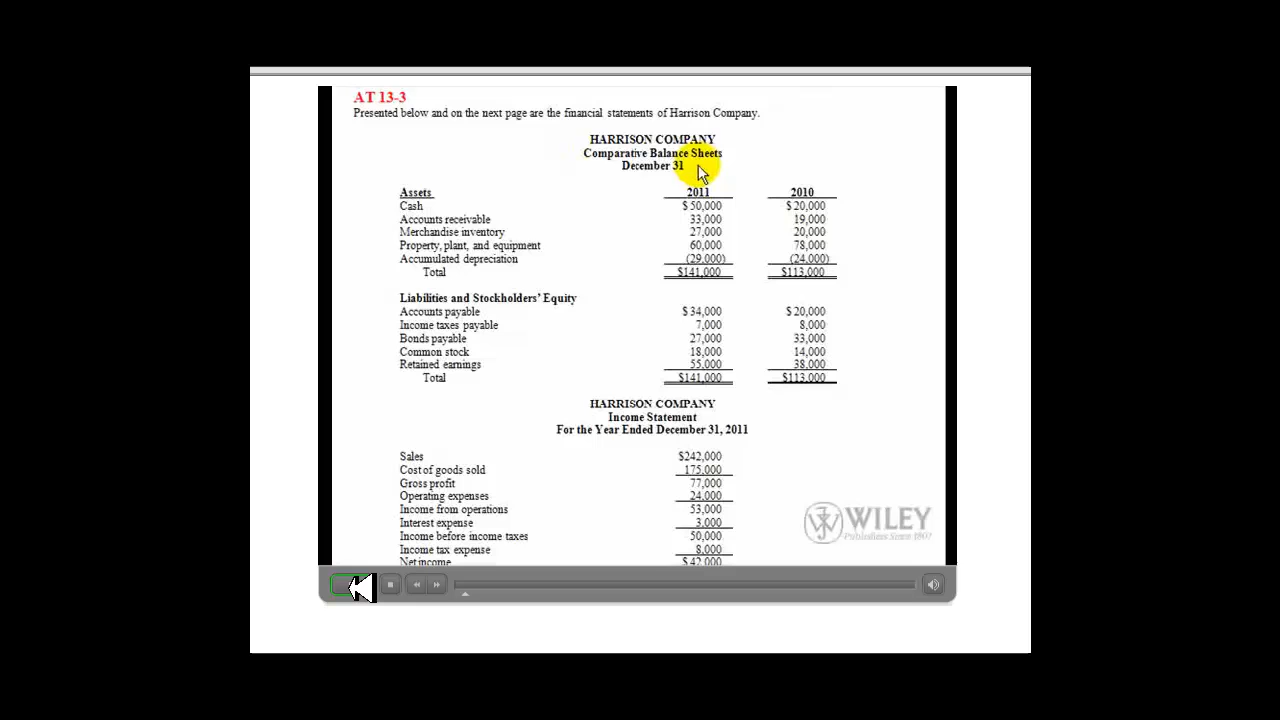 AT 13-3
Presented below and on the next page are the financial statements of Harrison Company.
HARRISON COMPANY
Comparative Balance Sheets
December 31
Assets 2011 2010
Cash $ 50,000 $ 20,000
Accounts receivable 33,000 19,000
Merchandise inventory 27,000 20,000
Property, plant, and equipment 60,000 78,000
Accumulated depreciation (29,000) (24,000)
Total $141,000 $113,000
Liabilities and Stockholders' Equity
Accounts payable $ 34,000 $ 20,000
Income taxes payable 7,000 8,000
Bonds payable 27,000 33,000
Common stock 18,000 14,000
Retained earnings 55,000 38,000
Total $141,000 $113,000
HARRISON COMPANY
Income Statement
For the Year Ended December 31, 2011
Sales $242,000
Cost of goods sold 175,000
Gross profit 77,000
Operating expenses 24,000
Income from operations 53,000
Interest expense 3,000
Income before income taxes 50,000
Income tax expense 8,000
Net income $ 42,000
WILEY
Publishers Since 1807